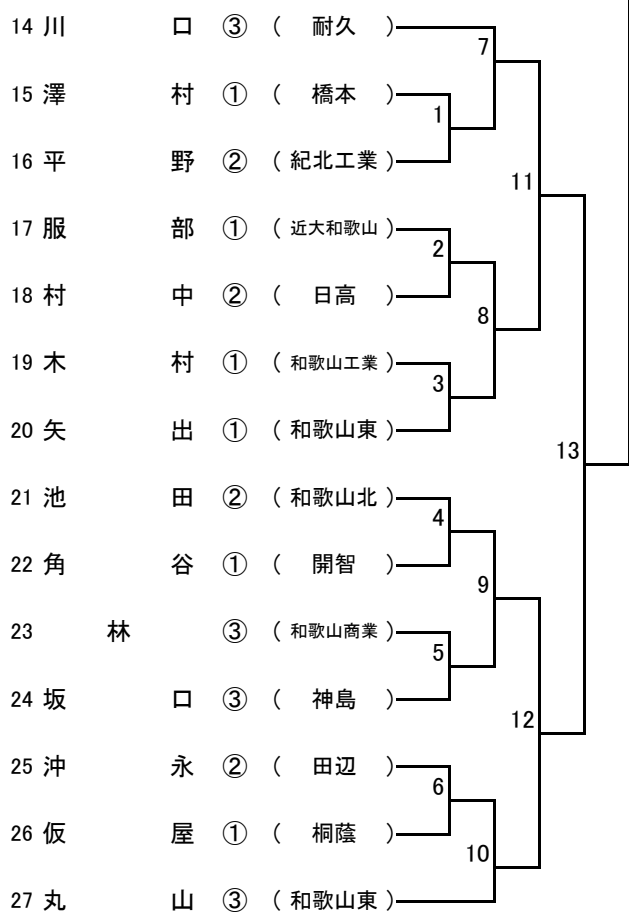 14 川 口 ③ ( 耐久 )
7
15 澤 村 ① ( 橋本 )
1
16 平 野 ② ( 紀北工業 )
11
17 服 部 ① ( 近大和歌山 )
2
18 村 中 ② ( 日高 )
8
19 木 村 ① ( 和歌山工業 )
3
20 矢 出 ① ( 和歌山東 )
13
21 池 田 ② ( 和歌山北 )
4
22 角 谷 ① ( 開智 )
9
23 林 ③ ( 和歌山商業 )
5
24 坂 口 ③ ( 神島 )
12
25 沖 永 ② ( 田辺 )
6
26 仮 屋 ① ( 桐蔭 )
10
27 丸 山 ③ ( 和歌山東 )